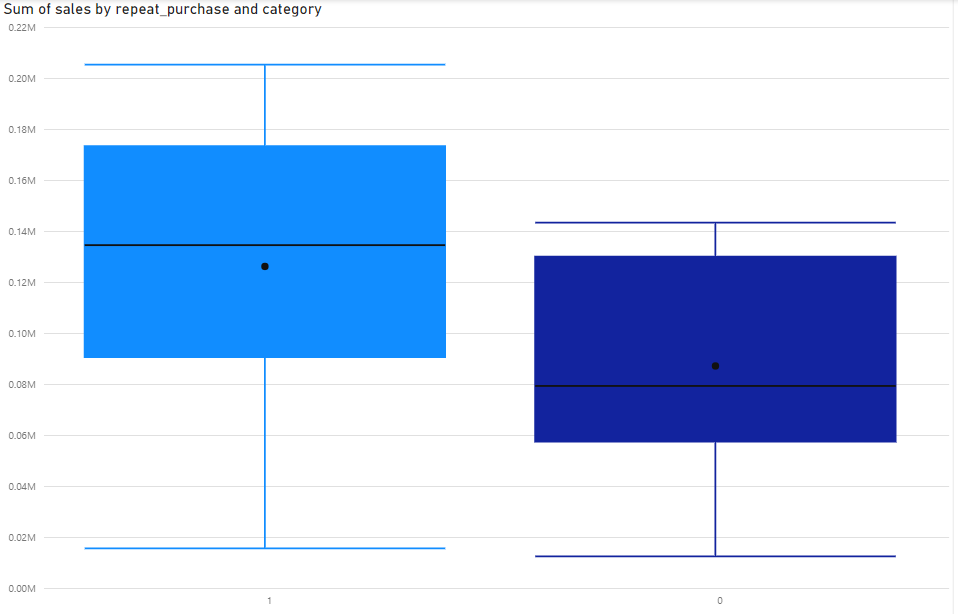 Sum of sales by repeat_purchase and category
0.22M
0.20M
0.18M
0.16M
0.14M
0.12M
0.10M
0.08M
0.06M
0.04M
0.02M
0.00M
1 0